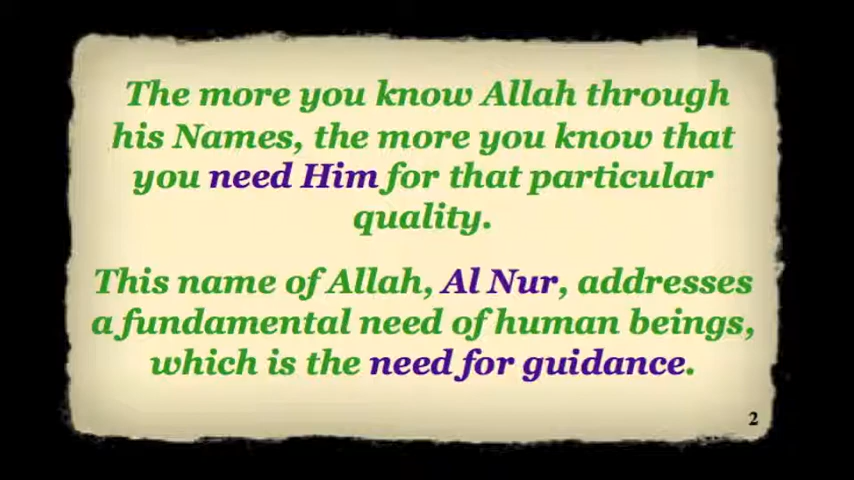 The more you know Allah through
his Names, the more you know that
you need Him for that particular
quality.
This name of Allah, Al Nur, addresses
a fundamental need of human beings,
which is the need for guidance.
2